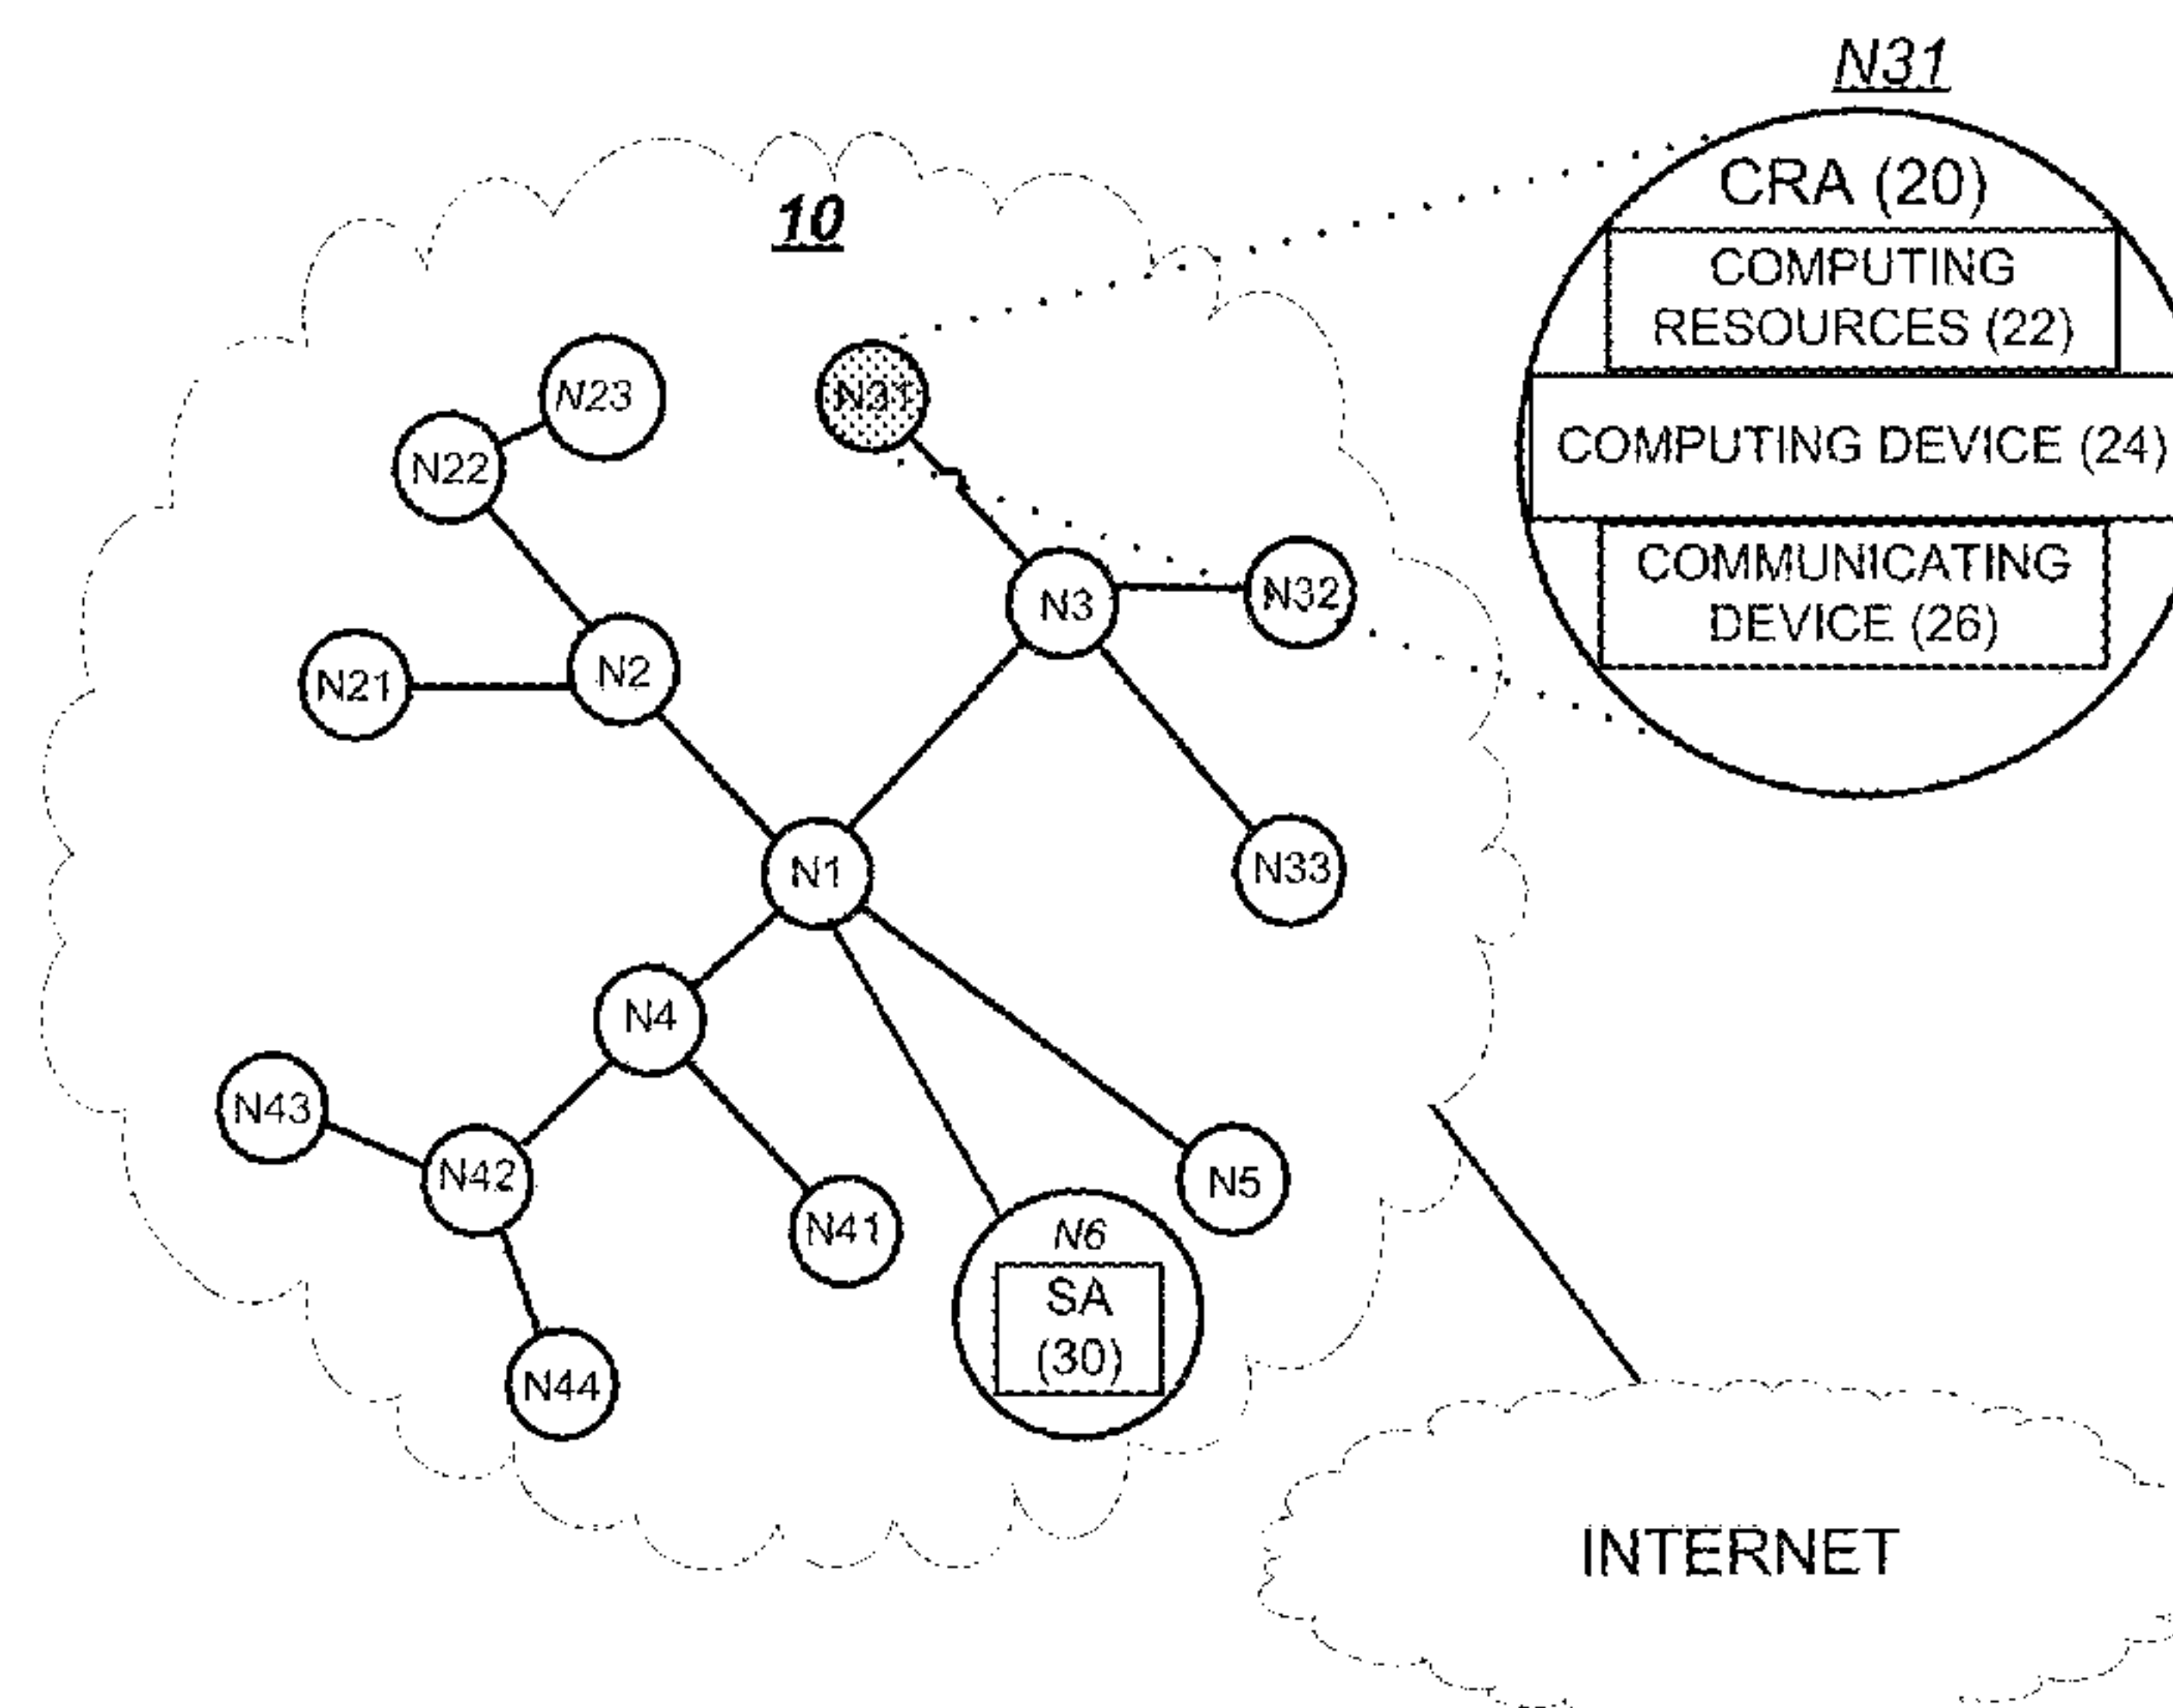 N31
10
CRA (20)
COMPUTING
RESOURCES (22)
COMPUTING DEVICE (24)
COMMUNICATING
DEVICE (26)
N23
N31
N22
N32
N3
N2
N21
N1
N33
N4
N43
N42
N5
N41
N6
SA
(30)
N44
INTERNET